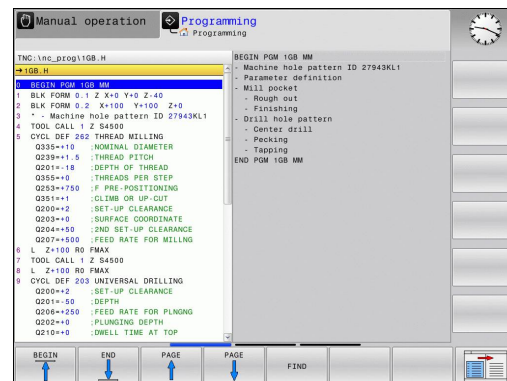 Manual operation
Programming
Programming
TNC:\nc_prog\1GB.H
→1GB.H
0 BEGIN PGM 1GB MM
1 BLK FORM 0.1 Z X+0 Y+0 Z-40
2 BLK FORM 0.2 X+100 Y+100 Z+0
3 * - Machine hole pattern ID 27943KL1
4 TOOL CALL 1 Z S4500
5 CYCL DEF 262 THREAD MILLING
Q335=+10 ;NOMINAL DIAMETER
Q239=+1.5 ;THREAD PITCH
Q201=-18 ;DEPTH OF THREAD
Q355=+0 ;THREADS PER STEP
Q253=+750 ;F PRE-POSITIONING
Q351=+1 ;CLIMB OR UP-CUT
Q200=+2 ;SET-UP CLEARANCE
Q203=+0 ;SURFACE COORDINATE
Q204=+50 ;2ND SET-UP CLEARANCE
Q207=+500 ;FEED RATE FOR MILLNG
6 L Z+100 R0 FMAX
7 TOOL CALL 1 Z S4500
8 L Z+100 R0 FMAX
9 CYCL DEF 203 UNIVERSAL DRILLING
Q200=+2 ;SET-UP CLEARANCE
Q201=-50 ;DEPTH
Q206=+250 ;FEED RATE FOR PLNGNG
Q202=+0 ;PLUNGING DEPTH
Q210=+0 ;DWELL TIME AT TOP
BEGIN PGM 1GB MM
- Machine hole pattern ID 27943KL1
- Parameter definition
- Mill pocket
- Rough out
- Finishing
- Drill hole pattern
- Center drill
- Pecking
- Tapping
END PGM 1GB MM
BEGIN
END
PAGE
PAGE
FIND